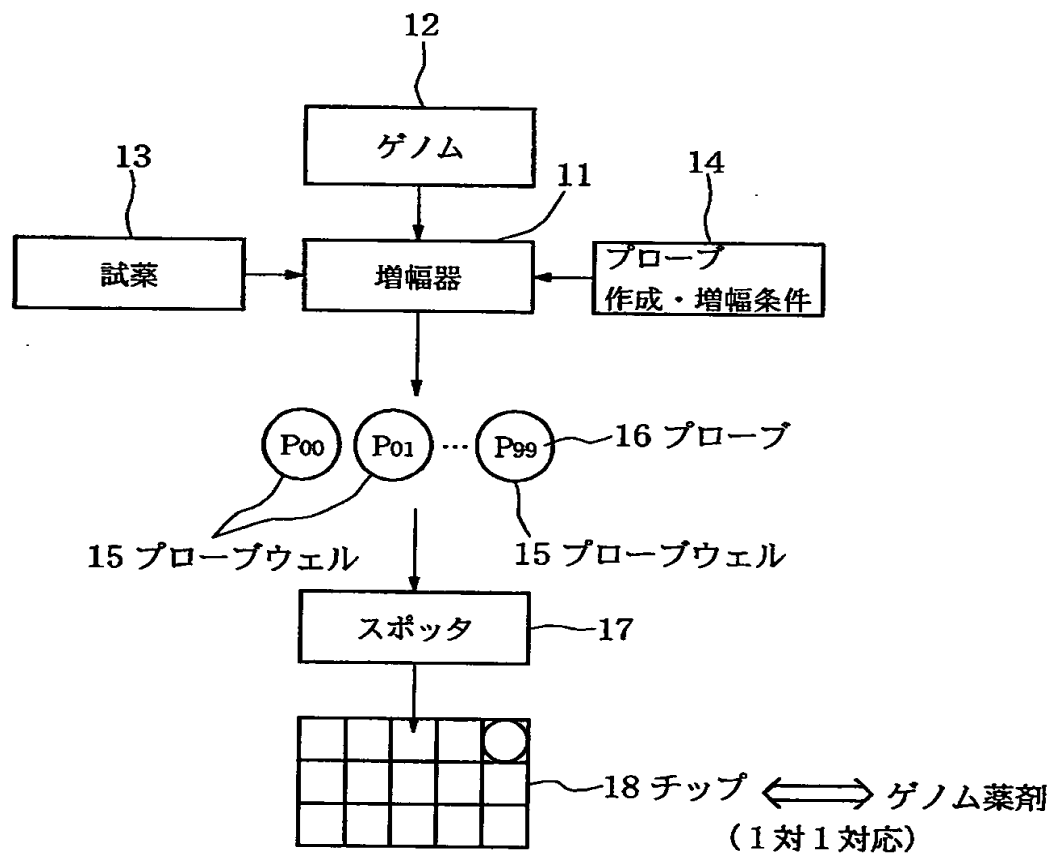 12
ゲノム
13
11
14
試薬
増幅器
プローブ
作成・増幅条件
P00 P01 … P99
16 プローブ
15 プローブウェル
15 プローブウェル
スポッタ
17
18 チップ ⟺ ゲノム薬剤
(1対1対応)